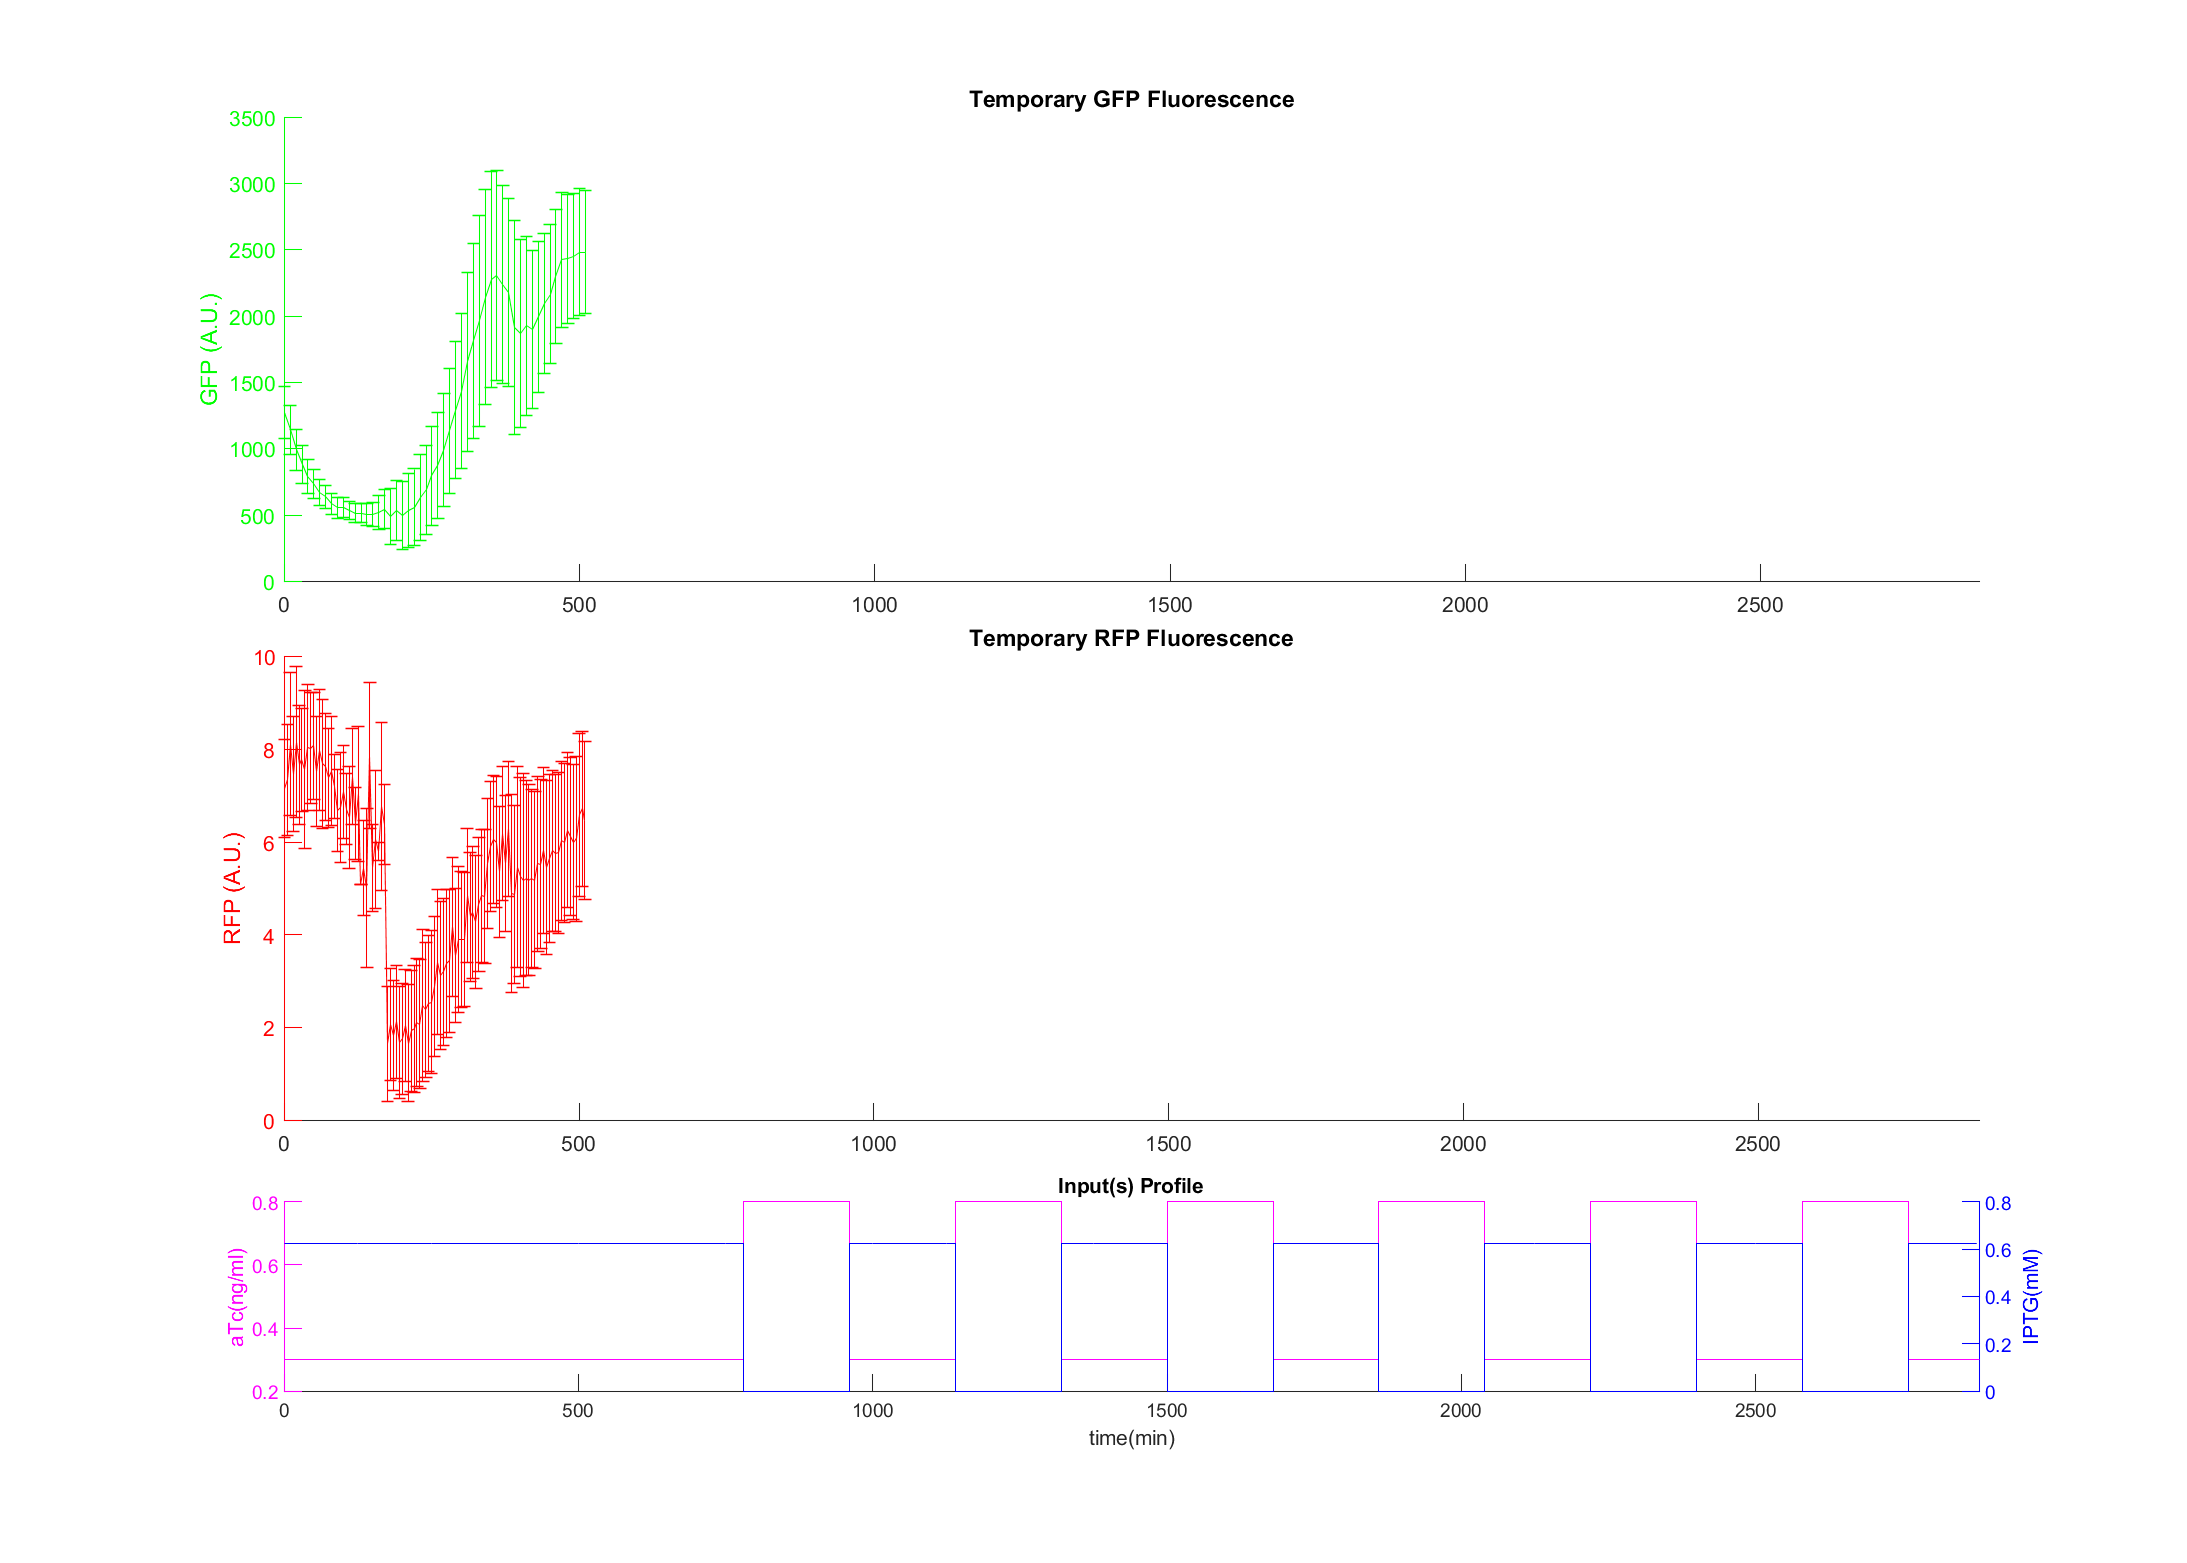 Temporary GFP Fluorescence
3500
3000
2500
2000
1500
1000
500
0
GFP (A.U.)
0 500 1000 1500 2000 2500
Temporary RFP Fluorescence
10
8
6
4
2
0
RFP (A.U.)
0 500 1000 1500 2000 2500
Input(s) Profile
0.8
0.6
0.4
0.2
aTc(ng/ml)
0.8
0.6
0.4
0.2
0
IPTG(mM)
0 500 1000 1500 2000 2500
time(min)